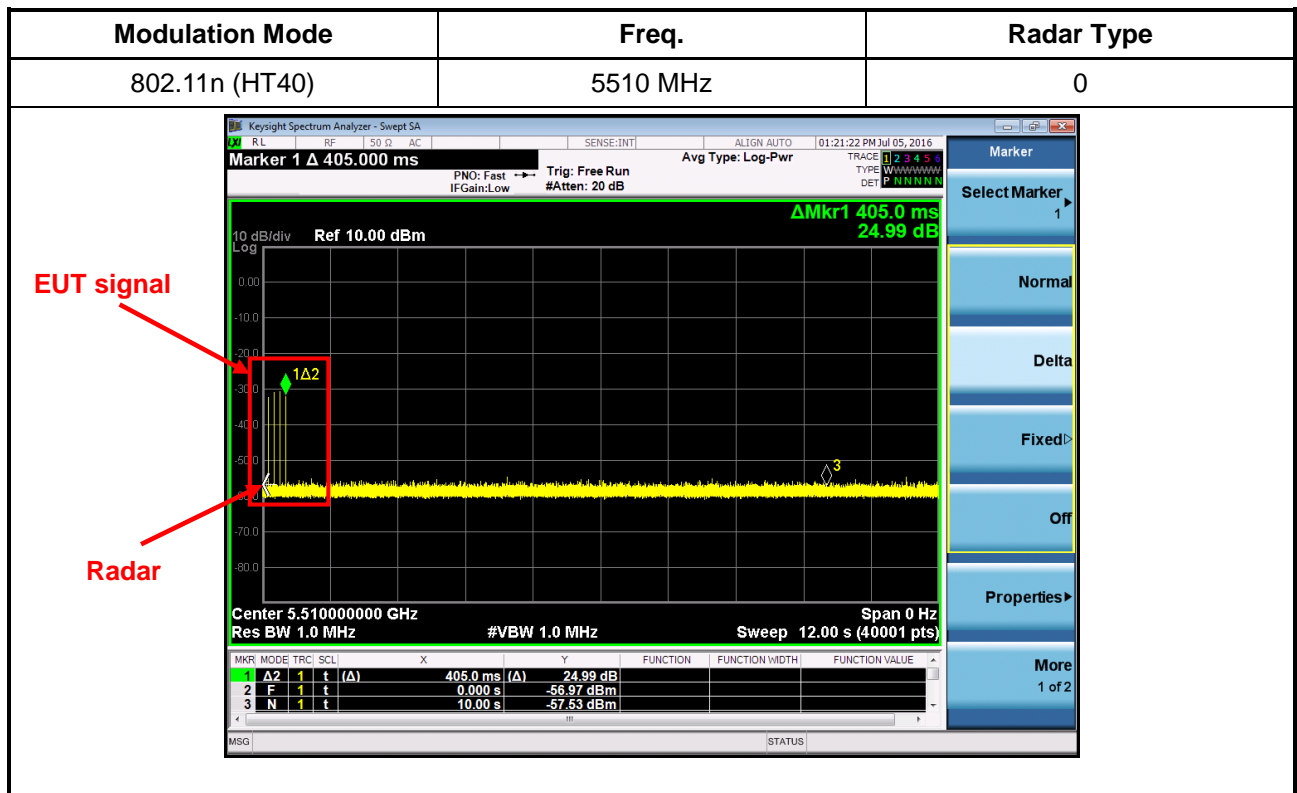 Modulation Mode Freq. Radar Type
802.11n (HT40) 5510 MHz 0
Keysight Spectrum Analyzer - Swept SA
RL RF 50 Ω AC SENSE:INT ALIGN AUTO 01:21:22 PM Jul 05, 2016
Marker 1 Δ 405.000 ms
PNO: Fast
IFGain:Low
Trig: Free Run
#Atten: 20 dB
Avg Type: Log-Pwr
TRACE 1 2 3 4 5 6
TYPE WWWWWWW
DET P N N N N N
ΔMkr1 405.0 ms
24.99 dB
10 dB/div Ref 10.00 dBm
Log
0.00
-10.0
-20.0
-30.0
-40.0
-50.0
-60.0
-70.0
-80.0
1Δ2
3
EUT signal
Radar
Center 5.510000000 GHz Span 0 Hz
Res BW 1.0 MHz #VBW 1.0 MHz Sweep 12.00 s (40001 pts)
MKR MODE TRC SCL X Y FUNCTION FUNCTION WIDTH FUNCTION VALUE
1 Δ2 1 t (Δ) 405.0 ms (Δ) 24.99 dB
2 F 1 t 0.000 s -56.97 dBm
3 N 1 t 10.00 s -57.53 dBm
MSG STATUS
Marker
Select Marker
1
Normal
Delta
Fixed
Off
Properties
More
1 of 2